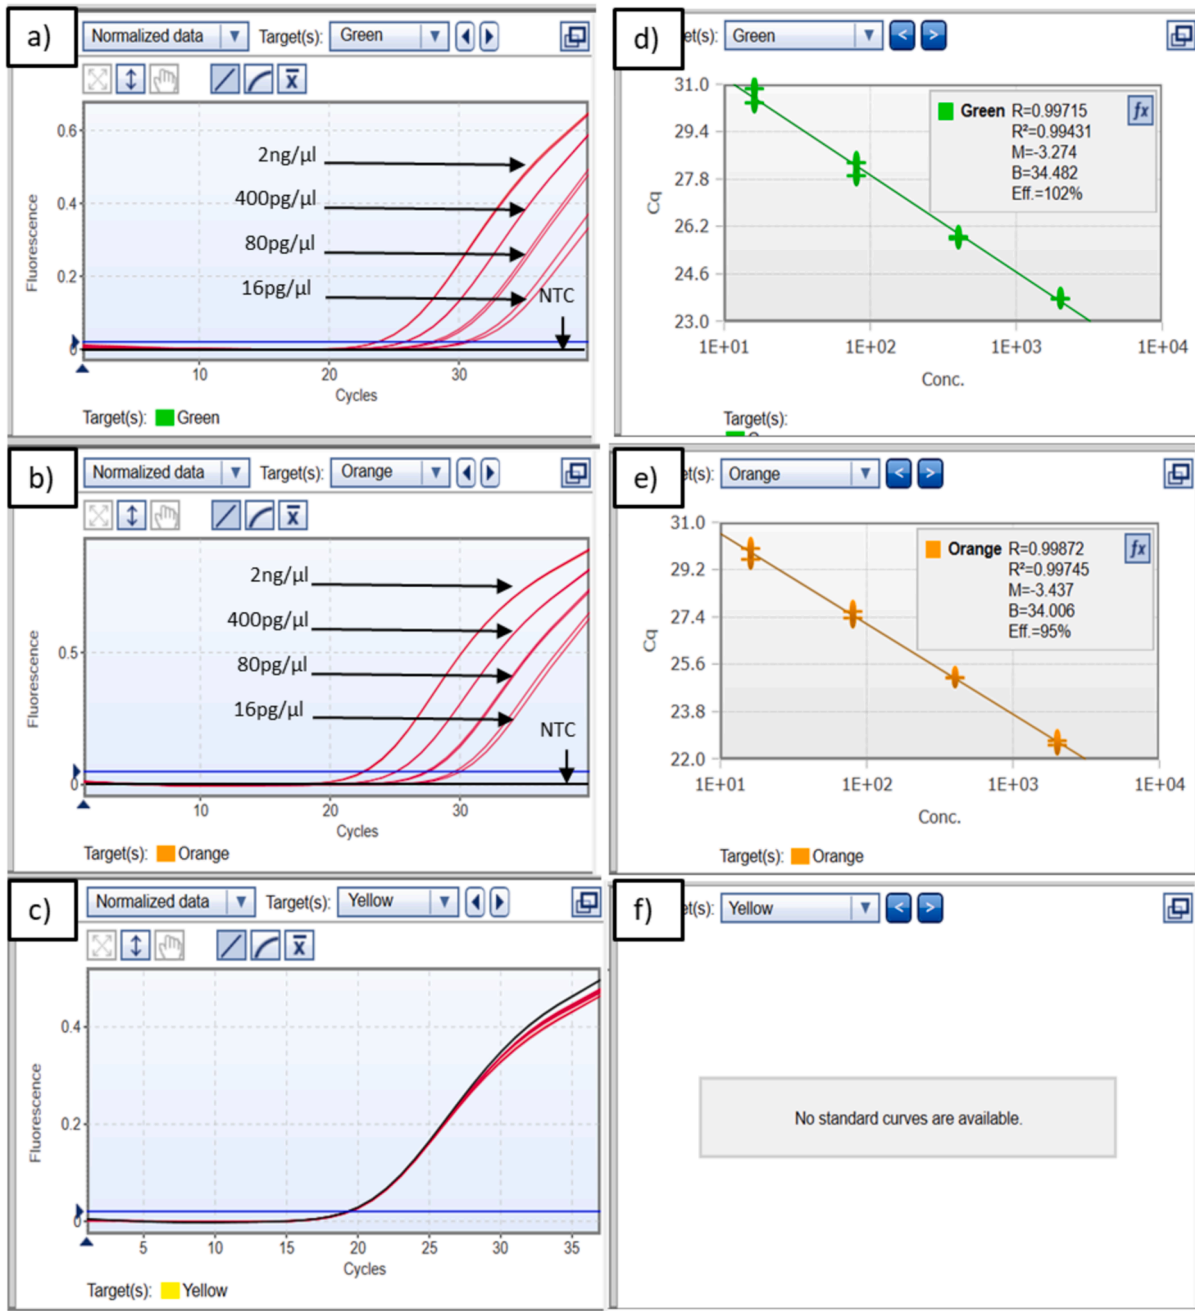 a)
Normalized data Target(s): Green
0.6
0.4
0.2
0
Fluorescence
2ng/µl
400pg/µl
80pg/µl
16pg/µl
NTC
10 20 30
Cycles
Target(s): Green
d)
et(s): Green < >
31.0
29.4
27.8
26.2
24.6
23.0
Cq
Green R=0.99715
R²=0.99431
M=-3.274
B=34.482
Eff.=102%
fx
1E+01 1E+02 1E+03 1E+04
Conc.
Target(s):
b)
Normalized data Target(s): Orange
0.5
0
Fluorescence
2ng/µl
400pg/µl
80pg/µl
16pg/µl
NTC
10 20 30
Cycles
Target(s): Orange
e)
et(s): Orange < >
31.0
29.2
27.4
25.6
23.8
22.0
Cq
Orange R=0.99872
R²=0.99745
M=-3.437
B=34.006
Eff.=95%
fx
1E+01 1E+02 1E+03 1E+04
Conc.
Target(s): Orange
c)
Normalized data Target(s): Yellow
0.4
0.2
0
Fluorescence
5 10 15 20 25 30 35
Cycles
Target(s): Yellow
f)
et(s): Yellow < >
No standard curves are available.